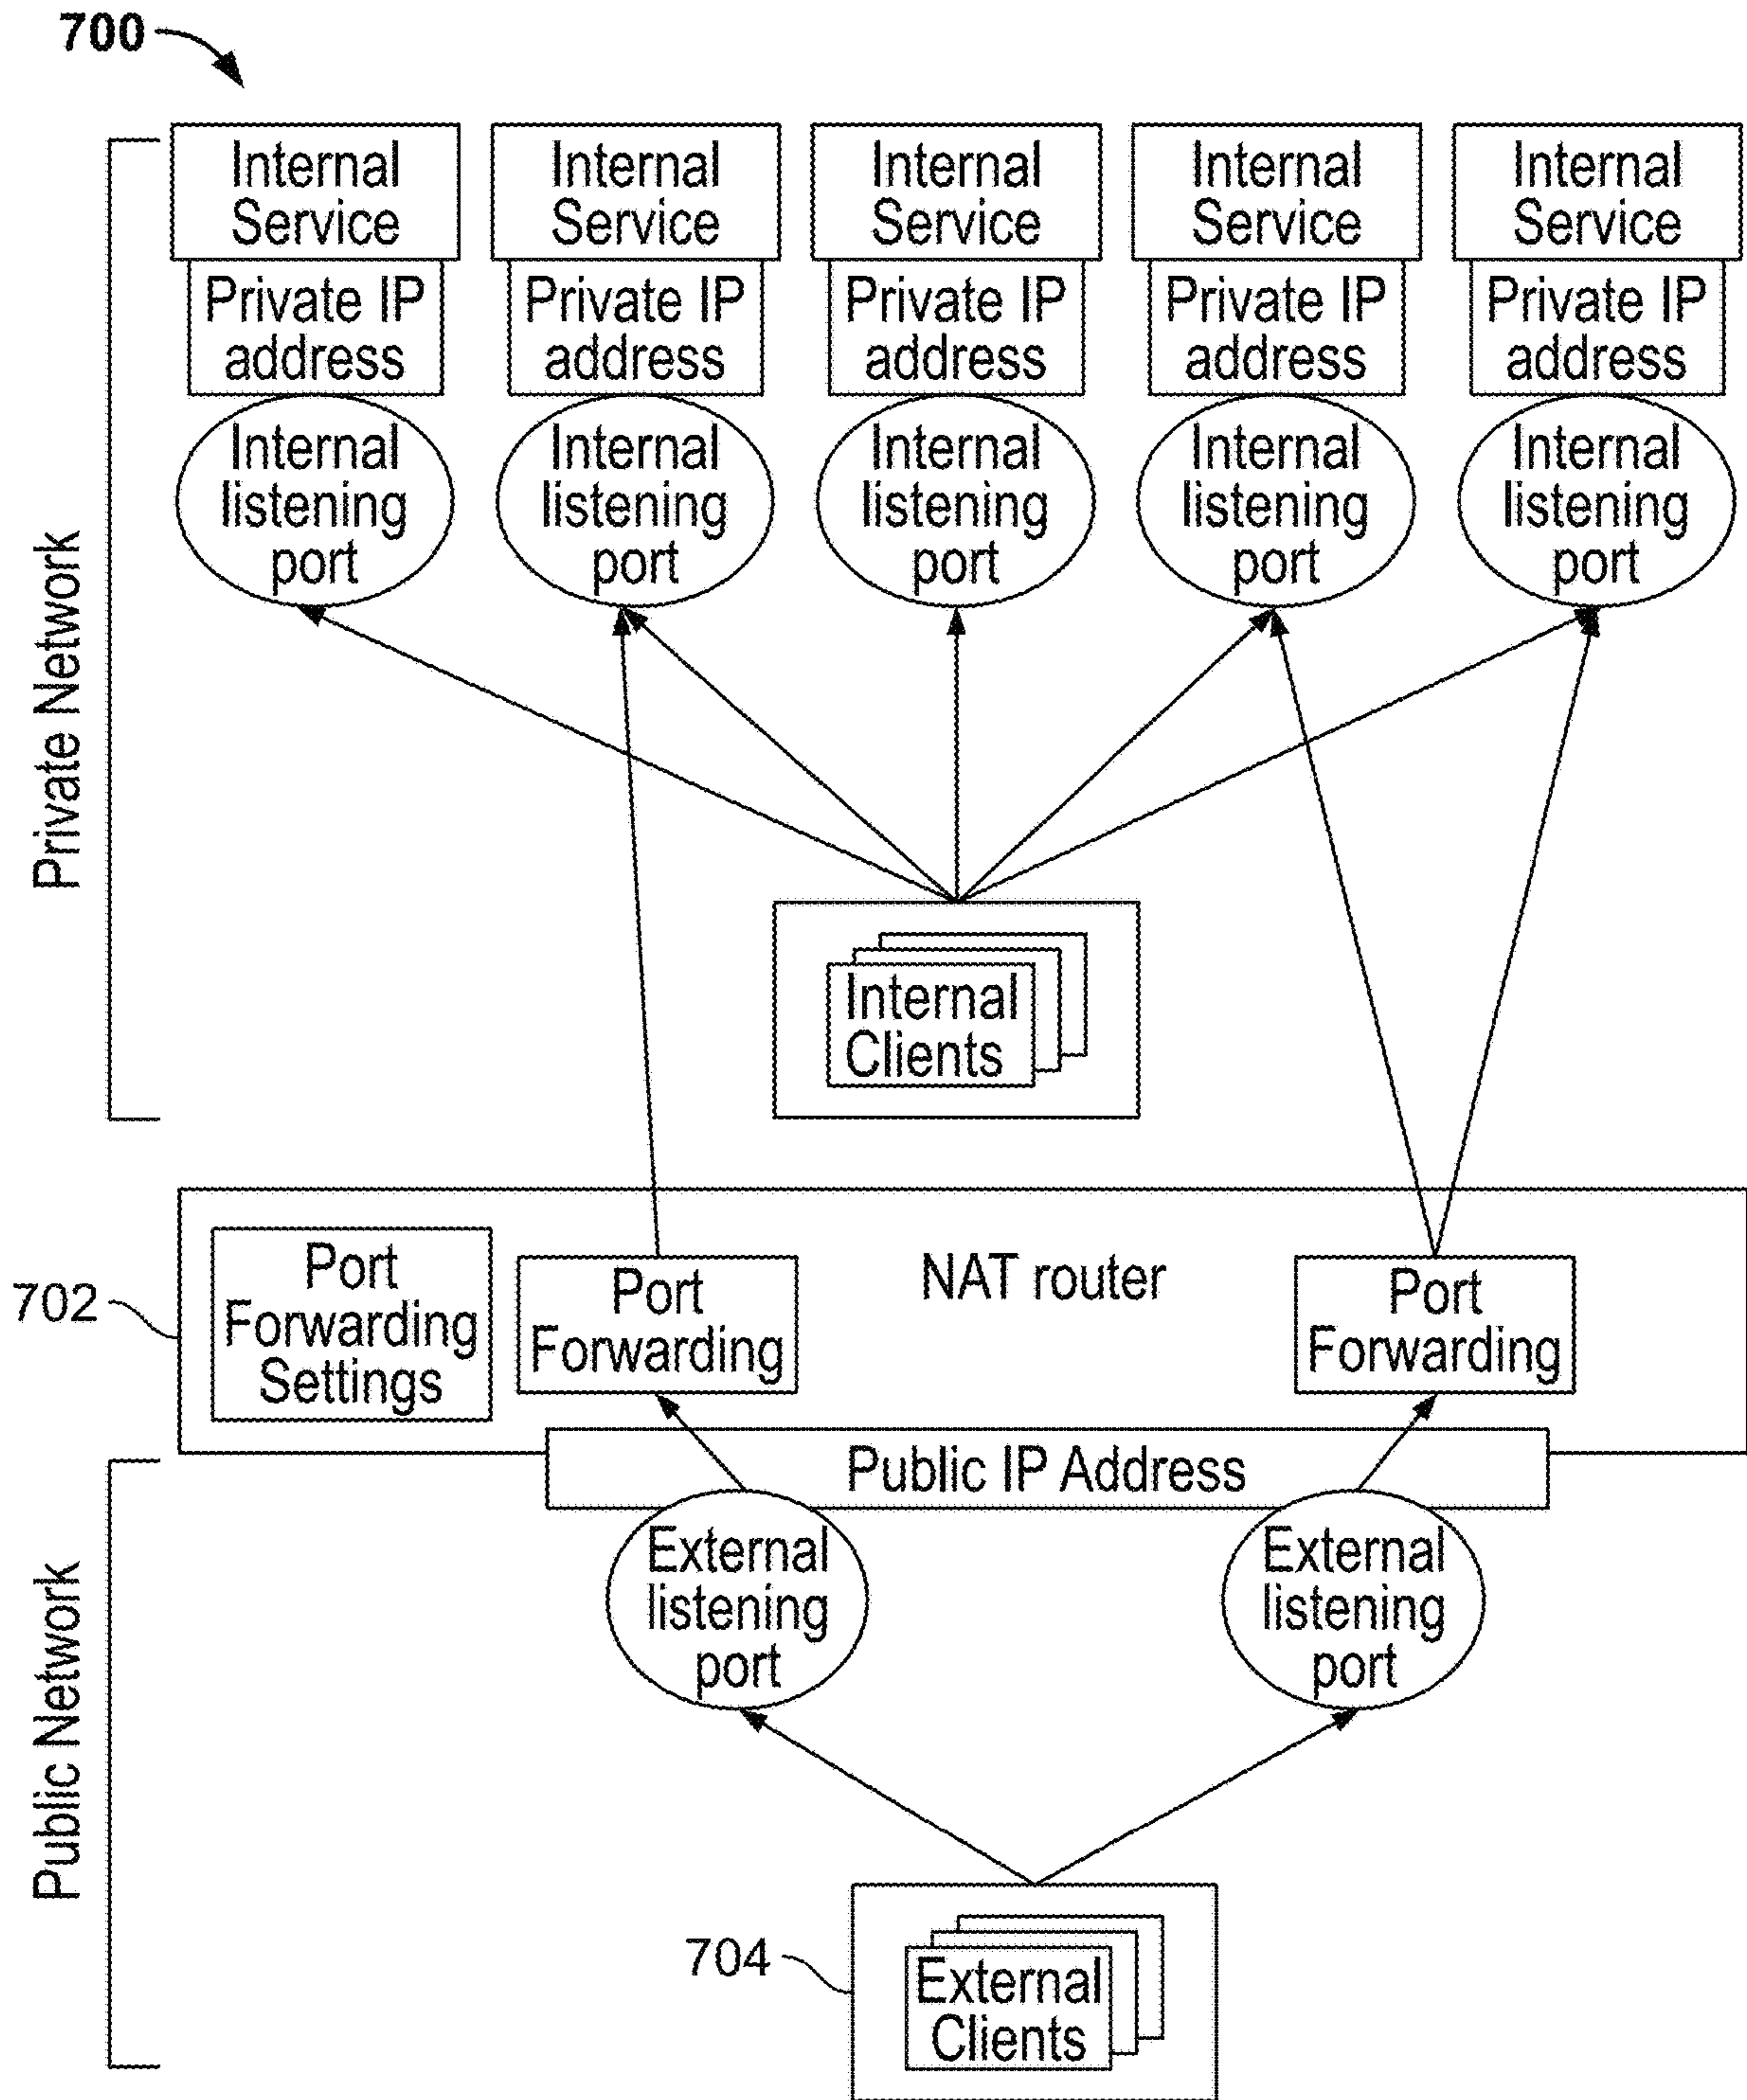 700
Internal
Service
Internal
Service
Internal
Service
Internal
Service
Internal
Service
Private IP
address
Private IP
address
Private IP
address
Private IP
address
Private IP
address
Internal
listening
port
Internal
listening
port
Internal
listening
port
Internal
listening
port
Internal
listening
port
Private Network
Internal
Clients
702
Port
Forwarding
Settings
Port
Forwarding
NAT router
Port
Forwarding
Public IP Address
External
listening
port
External
listening
port
Public Network
704
External
Clients